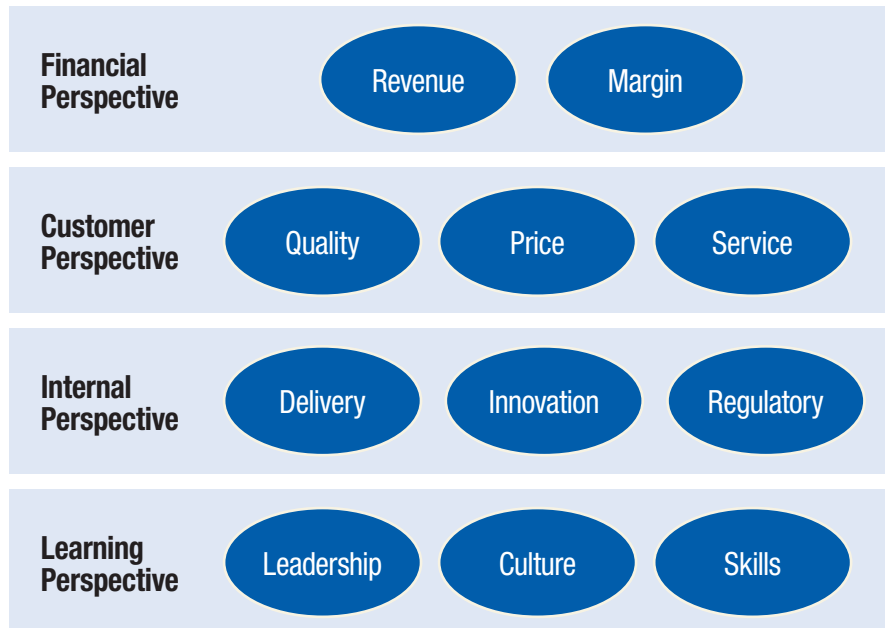 Financial
Perspective
Revenue
Margin
Customer
Perspective
Quality
Price
Service
Internal
Perspective
Delivery
Innovation
Regulatory
Learning
Perspective
Leadership
Culture
Skills